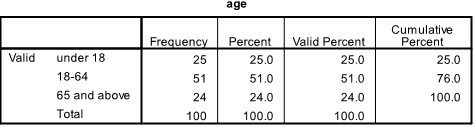 age
Frequency Percent Valid Percent Cumulative Percent
Valid under 18 25 25.0 25.0 25.0
18-64 51 51.0 51.0 76.0
65 and above 24 24.0 24.0 100.0
Total 100 100.0 100.0